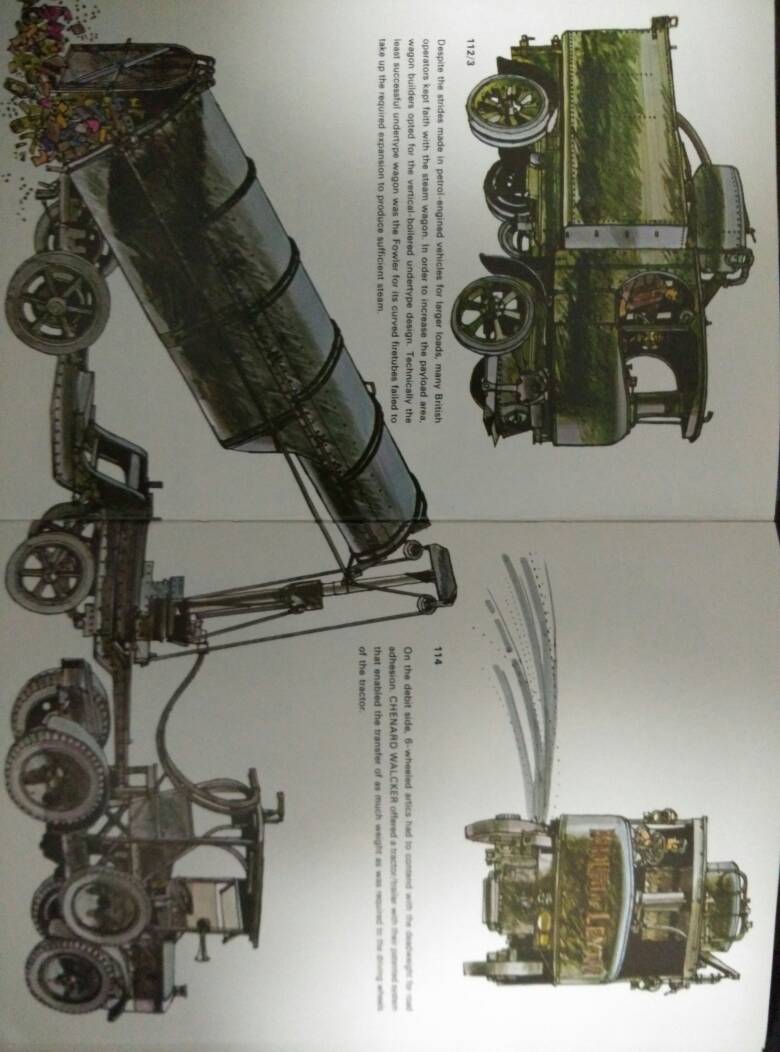 112/3
Despite the strides made in petrol-engined vehicles for larger loads, many British
operators kept faith with the steam wagon. In order to increase the payload area,
wagon builders opted for the vertical-boilered undertype design. Technically the
least successful undertype wagon was the Fowler for its curved firetubes failed to
take up the required expansion to produce sufficient steam.
114
On the debit side, 6-wheeled artics had to contend with the deadweight for road
adhesion. CHENARD WALCKER offered a tractor/trailer with their patented system
that enabled the transfer of as much weight as was required to the driving wheels
of the tractor.